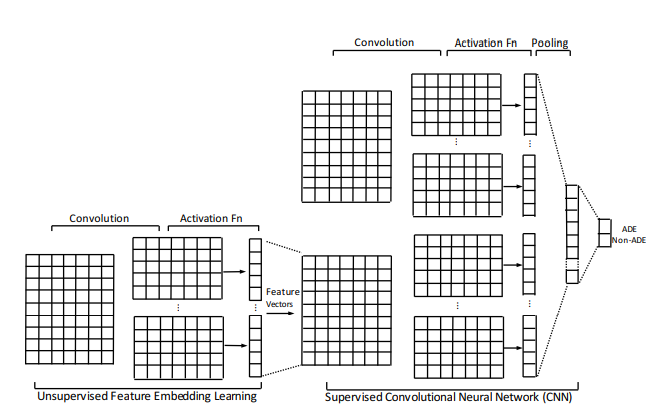 Convolution Activation Fn Pooling
Convolution Activation Fn
ADE
Non-ADE
Feature
Vectors
Unsupervised Feature Embedding Learning
Supervised Convolutional Neural Network (CNN)